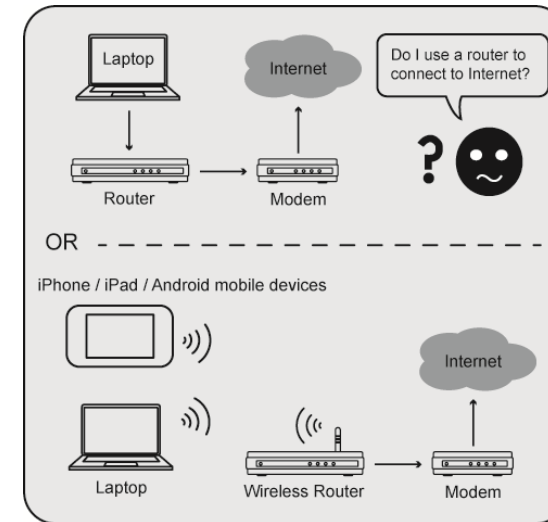 Laptop
Internet
Do I use a router to
connect to Internet?
?
Router
Modem
OR
iPhone / iPad / Android mobile devices
Internet
Laptop
Wireless Router
Modem